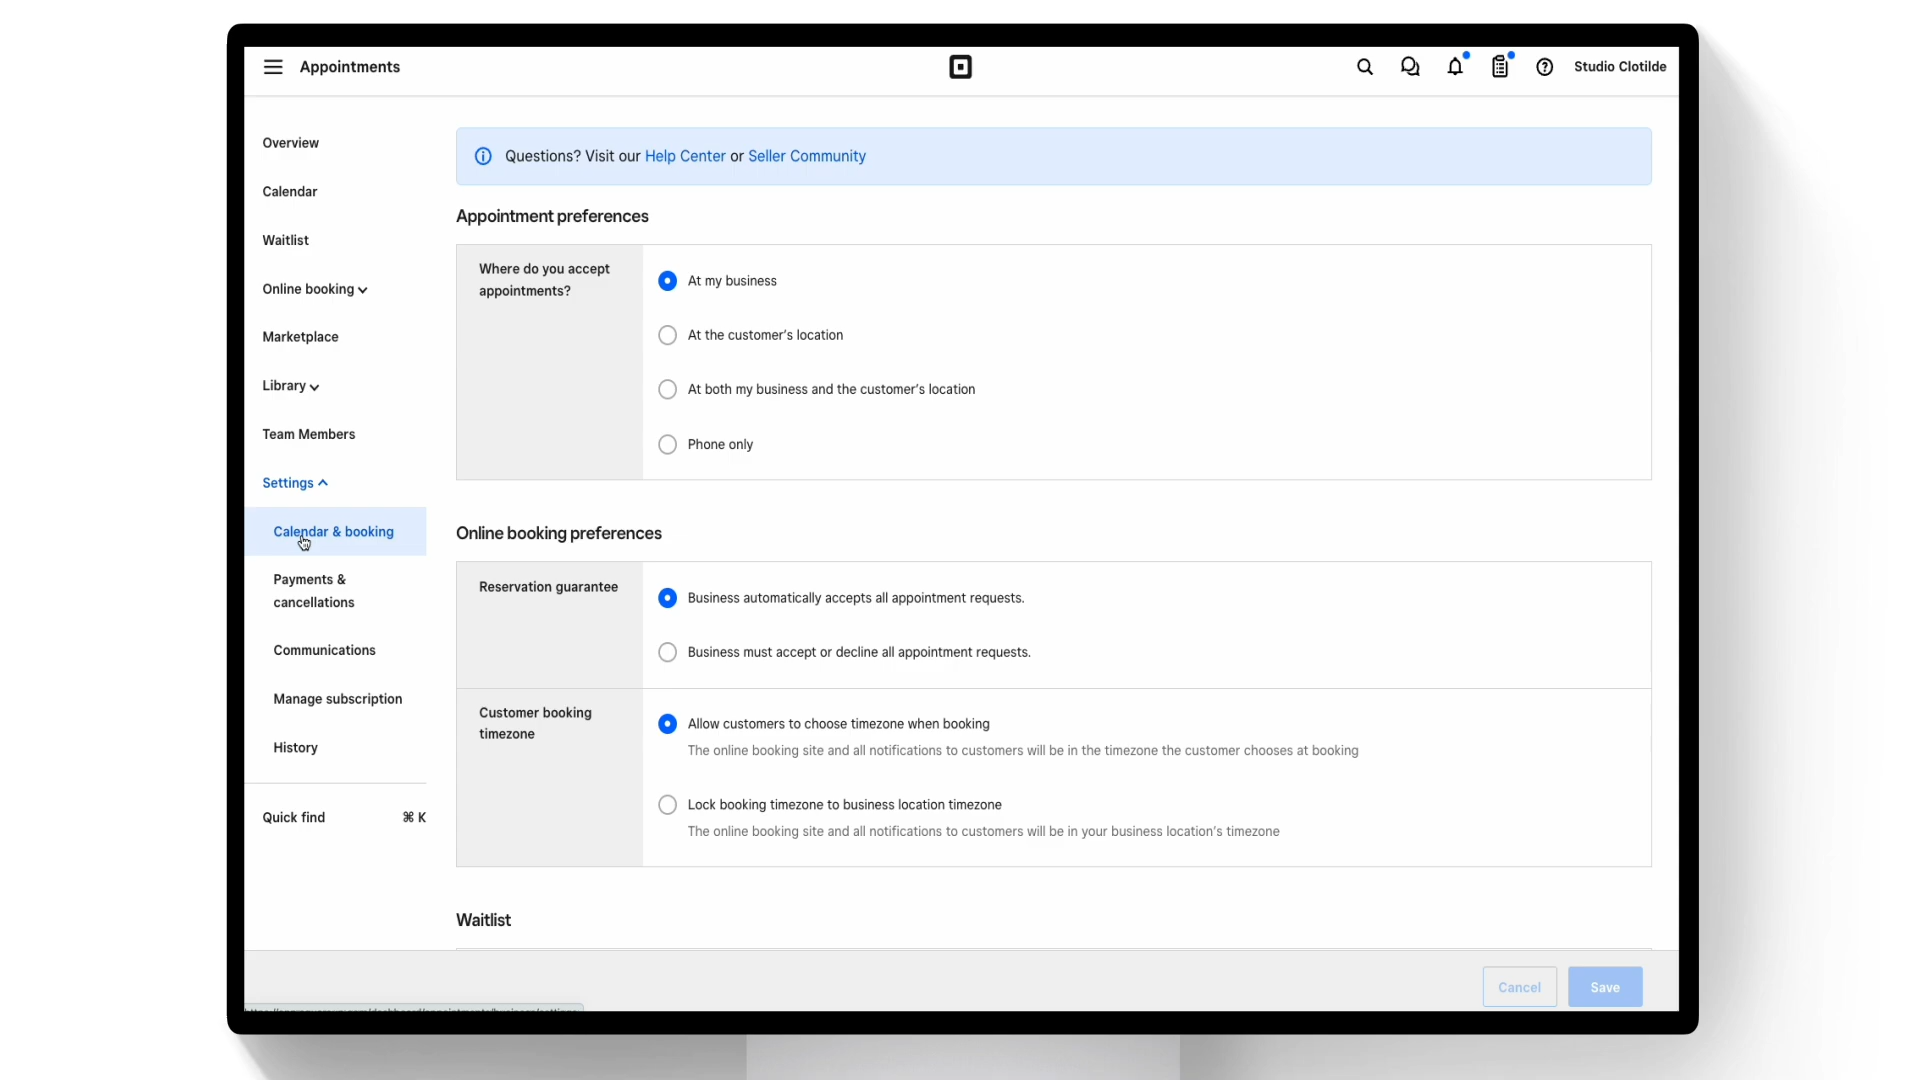 Appointments
Studio Clotilde
Overview
Calendar
Waitlist
Online booking
Marketplace
Library
Team Members
Settings
Calendar & booking
Payments &
cancellations
Communications
Manage subscription
History
Quick find ⌘ K
Questions? Visit our Help Center or Seller Community
Appointment preferences
Where do you accept
appointments?
At my business
At the customer's location
At both my business and the customer's location
Phone only
Online booking preferences
Reservation guarantee
Business automatically accepts all appointment requests.
Business must accept or decline all appointment requests.
Customer booking
timezone
Allow customers to choose timezone when booking
The online booking site and all notifications to customers will be in the timezone the customer chooses at booking
Lock booking timezone to business location timezone
The online booking site and all notifications to customers will be in your business location's timezone
Waitlist
Cancel
Save